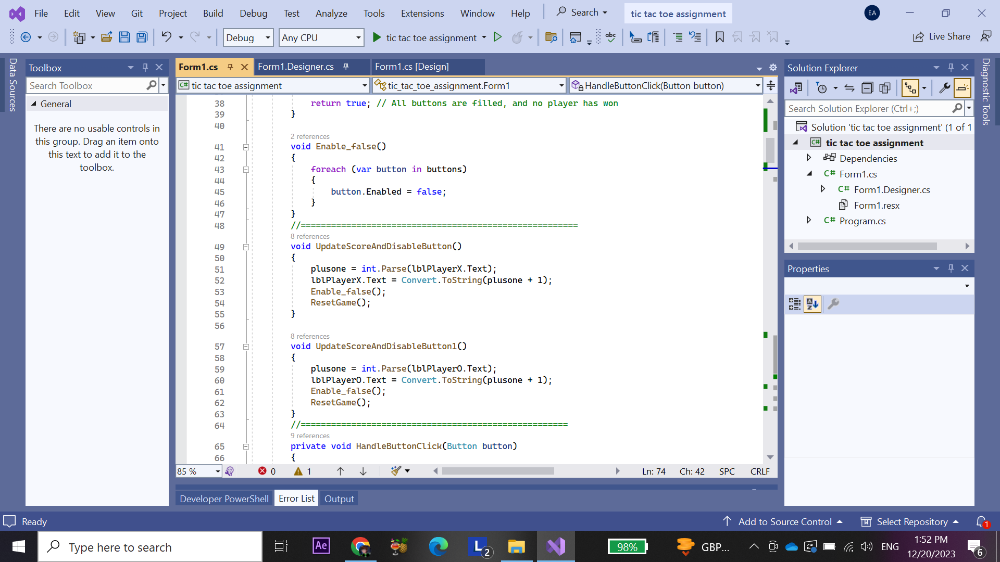 File Edit View Git Project Build Debug Test Analyze Tools Extensions Window Help Search tic tac toe assignment EA
Debug Any CPU tic tac toe assignment abc Live Share
Data Sources
Toolbox
Search Toolbox
General
There are no usable controls in
this group. Drag an item onto
this text to add it to the
toolbox.
Form1.cs Form1.Designer.cs Form1.cs [Design]
C# tic tac toe assignment tic_tac_toe_assignment.Form1 HandleButtonClick(Button button)
38 return true; // All buttons are filled, and no player has won
39 }
40
2 references
41 void Enable_false()
42 {
43 foreach (var button in buttons)
44 {
45 button.Enabled = false;
46 }
47 }
48 //=======================================================
8 references
49 void UpdateScoreAndDisableButton()
50 {
51 plusone = int.Parse(lblPlayerX.Text);
52 lblPlayerX.Text = Convert.ToString(plusone + 1);
53 Enable_false();
54 ResetGame();
55 }
56
8 references
57 void UpdateScoreAndDisableButton1()
58 {
59 plusone = int.Parse(lblPlayerO.Text);
60 lblPlayerO.Text = Convert.ToString(plusone + 1);
61 Enable_false();
62 ResetGame();
63 }
64 //=====================================================
9 references
65 private void HandleButtonClick(Button button)
66 {
85 % 0 1 Ln: 74 Ch: 42 SPC CRLF
Developer PowerShell Error List Output
Solution Explorer
Search Solution Explorer (Ctrl+;)
Solution 'tic tac toe assignment' (1 of 1
C# tic tac toe assignment
Dependencies
C# Form1.cs
C# Form1.Designer.cs
Form1.resx
C# Program.cs
Properties
A
Z
Diagnostic Tools
Ready Add to Source Control Select Repository 1
Type here to search Ae L 2 98% GBP... ENG 1:52 PM
12/20/2023 6